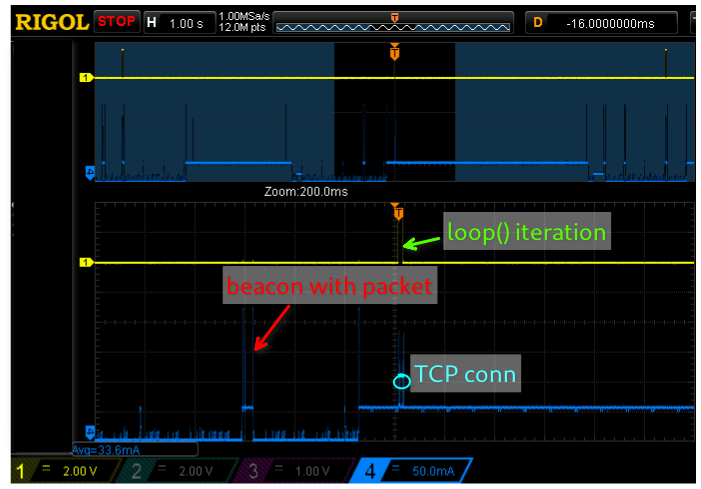 RIGOL STOP H 1.00 s 1.00MSa/s 12.0M pts T D -16.0000000ms
T
1
Zoom:200.0ms
T
loop() iteration
1
beacon with packet
TCP conn
Avg=33.6mA
1 = 2.00 V 2 = 2.00 V 3 = 1.00 V 4 = 50.0mA